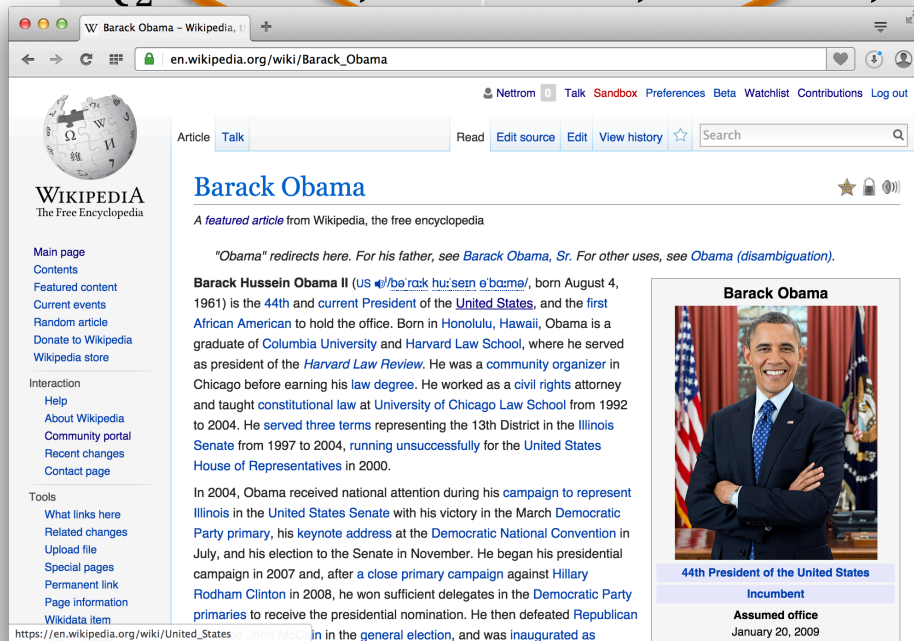 Barack Obama – Wikipedia, t
en.wikipedia.org/wiki/Barack_Obama
Nettrom 0 Talk Sandbox Preferences Beta Watchlist Contributions Log out
Article Talk Read Edit source Edit View history Search
WIKIPEDIA
The Free Encyclopedia
Main page
Contents
Featured content
Current events
Random article
Donate to Wikipedia
Wikipedia store
Interaction
Help
About Wikipedia
Community portal
Recent changes
Contact page
Tools
What links here
Related changes
Upload file
Special pages
Permanent link
Page information
Wikidata item
https://en.wikipedia.org/wiki/United_States
Barack Obama
A featured article from Wikipedia, the free encyclopedia
"Obama" redirects here. For his father, see Barack Obama, Sr. For other uses, see Obama (disambiguation).
Barack Hussein Obama II (US /bəˈrɑːk huːˈseɪn oʊˈbɑːmə/, born August 4,
1961) is the 44th and current President of the United States, and the first
African American to hold the office. Born in Honolulu, Hawaii, Obama is a
graduate of Columbia University and Harvard Law School, where he served
as president of the Harvard Law Review. He was a community organizer in
Chicago before earning his law degree. He worked as a civil rights attorney
and taught constitutional law at University of Chicago Law School from 1992
to 2004. He served three terms representing the 13th District in the Illinois
Senate from 1997 to 2004, running unsuccessfully for the United States
House of Representatives in 2000.
In 2004, Obama received national attention during his campaign to represent
Illinois in the United States Senate with his victory in the March Democratic
Party primary, his keynote address at the Democratic National Convention in
July, and his election to the Senate in November. He began his presidential
campaign in 2007 and, after a close primary campaign against Hillary
Rodham Clinton in 2008, he won sufficient delegates in the Democratic Party
primaries to receive the presidential nomination. He then defeated Republican
in in the general election, and was inaugurated as
Barack Obama
44th President of the United States
Incumbent
Assumed office
January 20, 2009